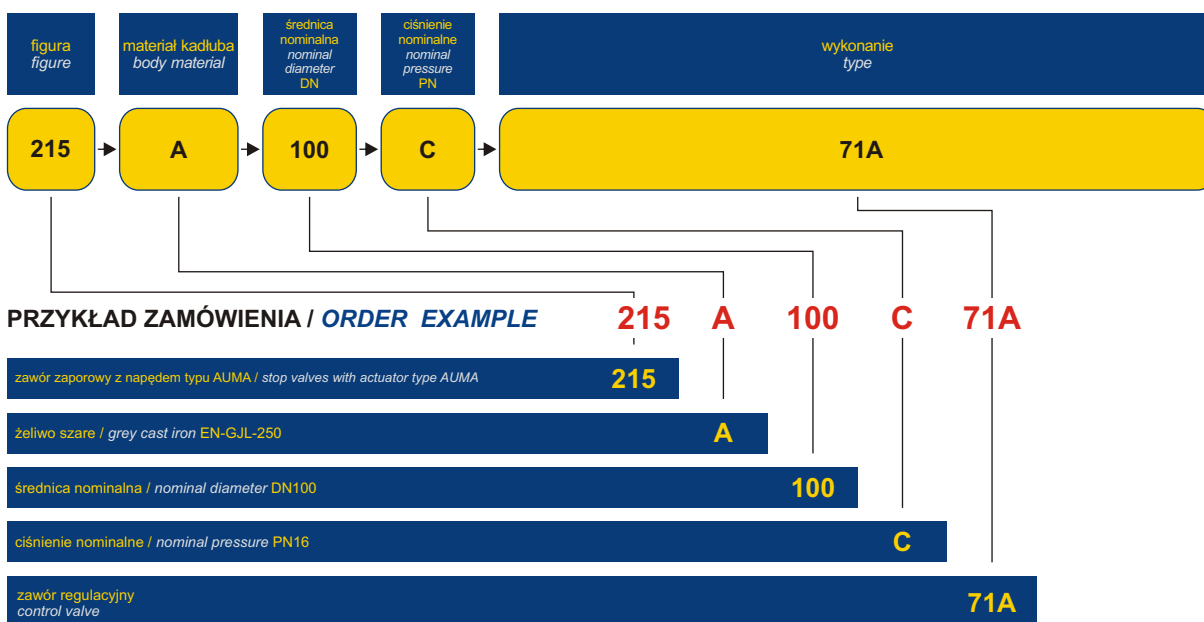 figura
figure
materiał kadłuba
body material
średnica
nominalna
nominal
diameter
DN
ciśnienie
nominalne
nominal
pressure
PN
wykonanie
type
215
A
100
C
71A
PRZYKŁAD ZAMÓWIENIA / ORDER EXAMPLE 215 A 100 C 71A
zawór zaporowy z napędem typu AUMA / stop valves with actuator type AUMA 215
żeliwo szare / grey cast iron EN-GJL-250 A
średnica nominalna / nominal diameter DN100 100
ciśnienie nominalne / nominal pressure PN16 C
zawór regulacyjny
control valve
71A